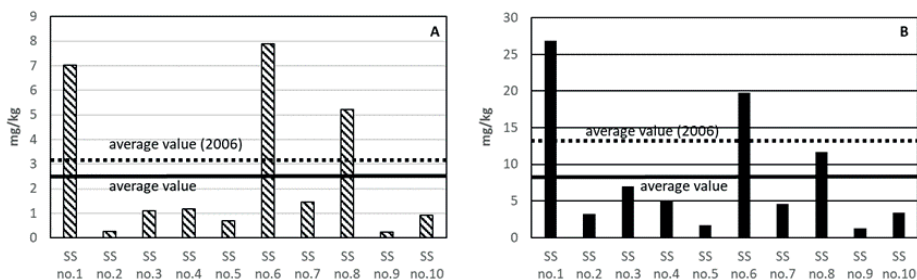 A
mg/kg
9
8
7
6
5
4
3
2
1
0
average value (2006)
average value
SS no.1
SS no.2
SS no.3
SS no.4
SS no.5
SS no.6
SS no.7
SS no.8
SS no.9
SS no.10
B
mg/kg
30
25
20
15
10
5
0
average value (2006)
average value
SS no.1
SS no.2
SS no.3
SS no.4
SS no.5
SS no.6
SS no.7
SS no.8
SS no.9
SS no.10